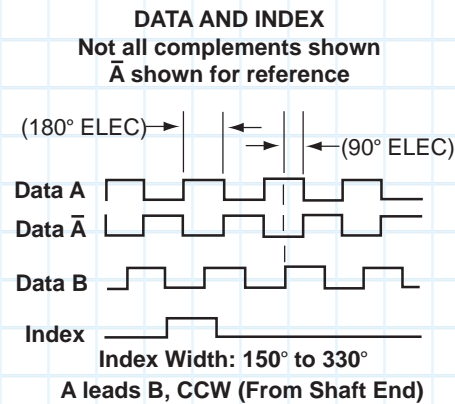 DATA AND INDEX
Not all complements shown
A̅ shown for reference
(180° ELEC)
(90° ELEC)
Data A
Data A̅
Data B
Index
Index Width: 150° to 330°
A leads B, CCW (From Shaft End)